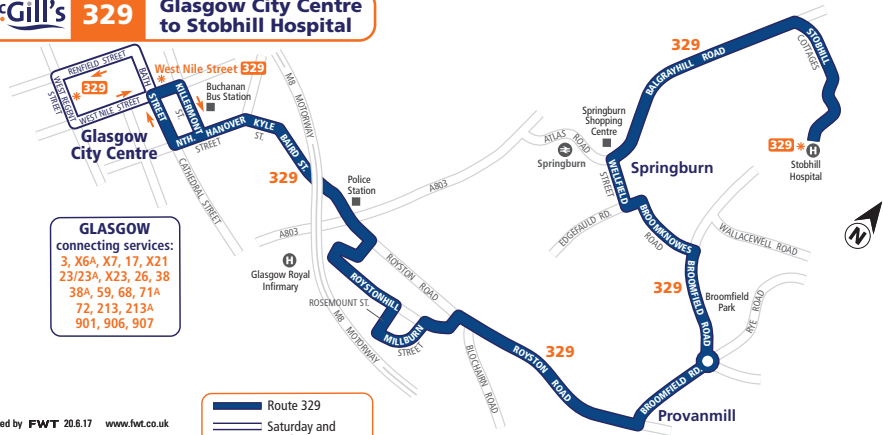 cGill's
329
Glasgow City Centre
to Stobhill Hospital
RENFIELD STREET
BATH
STREET
WEST REGENT
STREET
329
WEST NILE STREET
West Nile Street 329
Buchanan
Bus Station
KILLERMONT
ST.
Glasgow
City Centre
NTH. HANOVER
STREET
KYLE
ST.
BAIRD ST.
CATHEDRAL STREET
M8 MOTORWAY
329
Police
Station
A803
A803
H
Glasgow Royal
Infirmary
ROYSTON ROAD
ROYSTONHILL
ROSEMOUNT ST.
MILLBURN
STREET
M8 MOTORWAY
BLOCHAIRN ROAD
ROYSTON ROAD
329
Provanmill
BROOMFIELD RD.
BROOMFIELD ROAD
329
Broomfield
Park
RYE ROAD
WALLACEWELL ROAD
BROOMKNOWES
ROAD
EDGEFAULD RD.
WELLFIELD
STREET
Springburn
Springburn
ATLAS ROAD
Springburn
Shopping
Centre
BALGRAYHILL ROAD
329
STOBHILL
COTTAGES
329
H
Stobhill
Hospital
N
GLASGOW
connecting services:
3, X6A, X7, 17, X21
23/23A, X23, 26, 38
38A, 59, 68, 71A
72, 213, 213A
901, 906, 907
Route 329
Saturday and
ed by FWT 20.6.17 www.fwt.co.uk